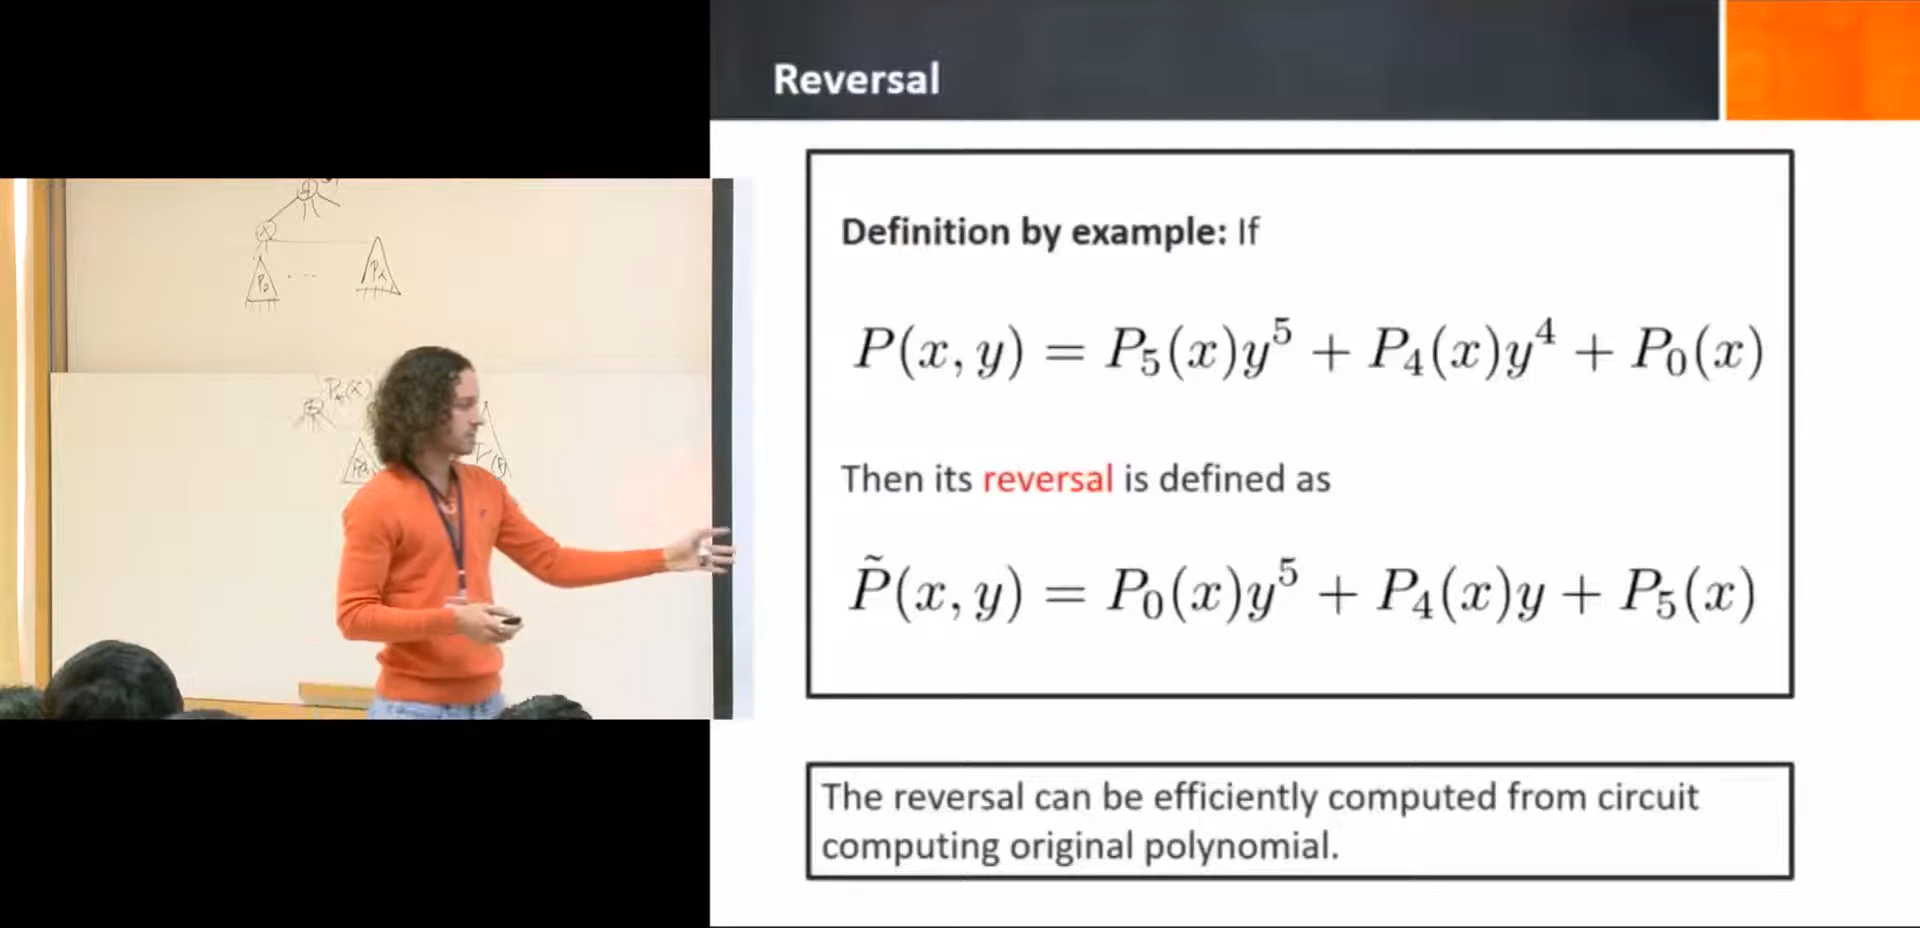 Reversal
Definition by example: If
P(x, y) = P₅(x)y⁵ + P₄(x)y⁴ + P₀(x)
Then its reversal is defined as
P̃(x, y) = P₀(x)y⁵ + P₄(x)y + P₅(x)
The reversal can be efficiently computed from circuit
computing original polynomial.